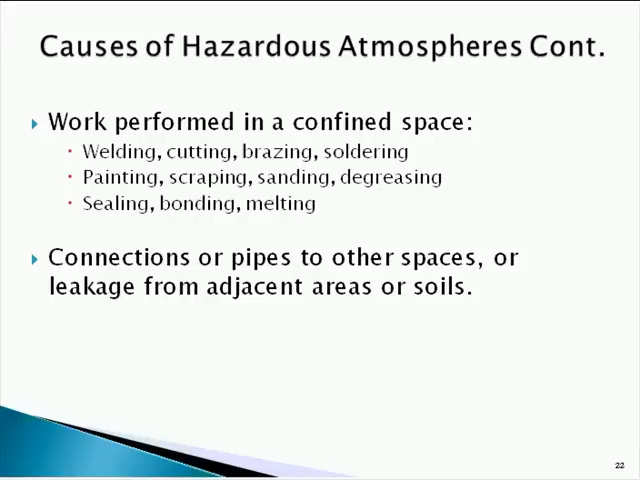 Causes of Hazardous Atmospheres Cont.
Work performed in a confined space:
Welding, cutting, brazing, soldering
Painting, scraping, sanding, degreasing
Sealing, bonding, melting
Connections or pipes to other spaces, or
leakage from adjacent areas or soils.
22